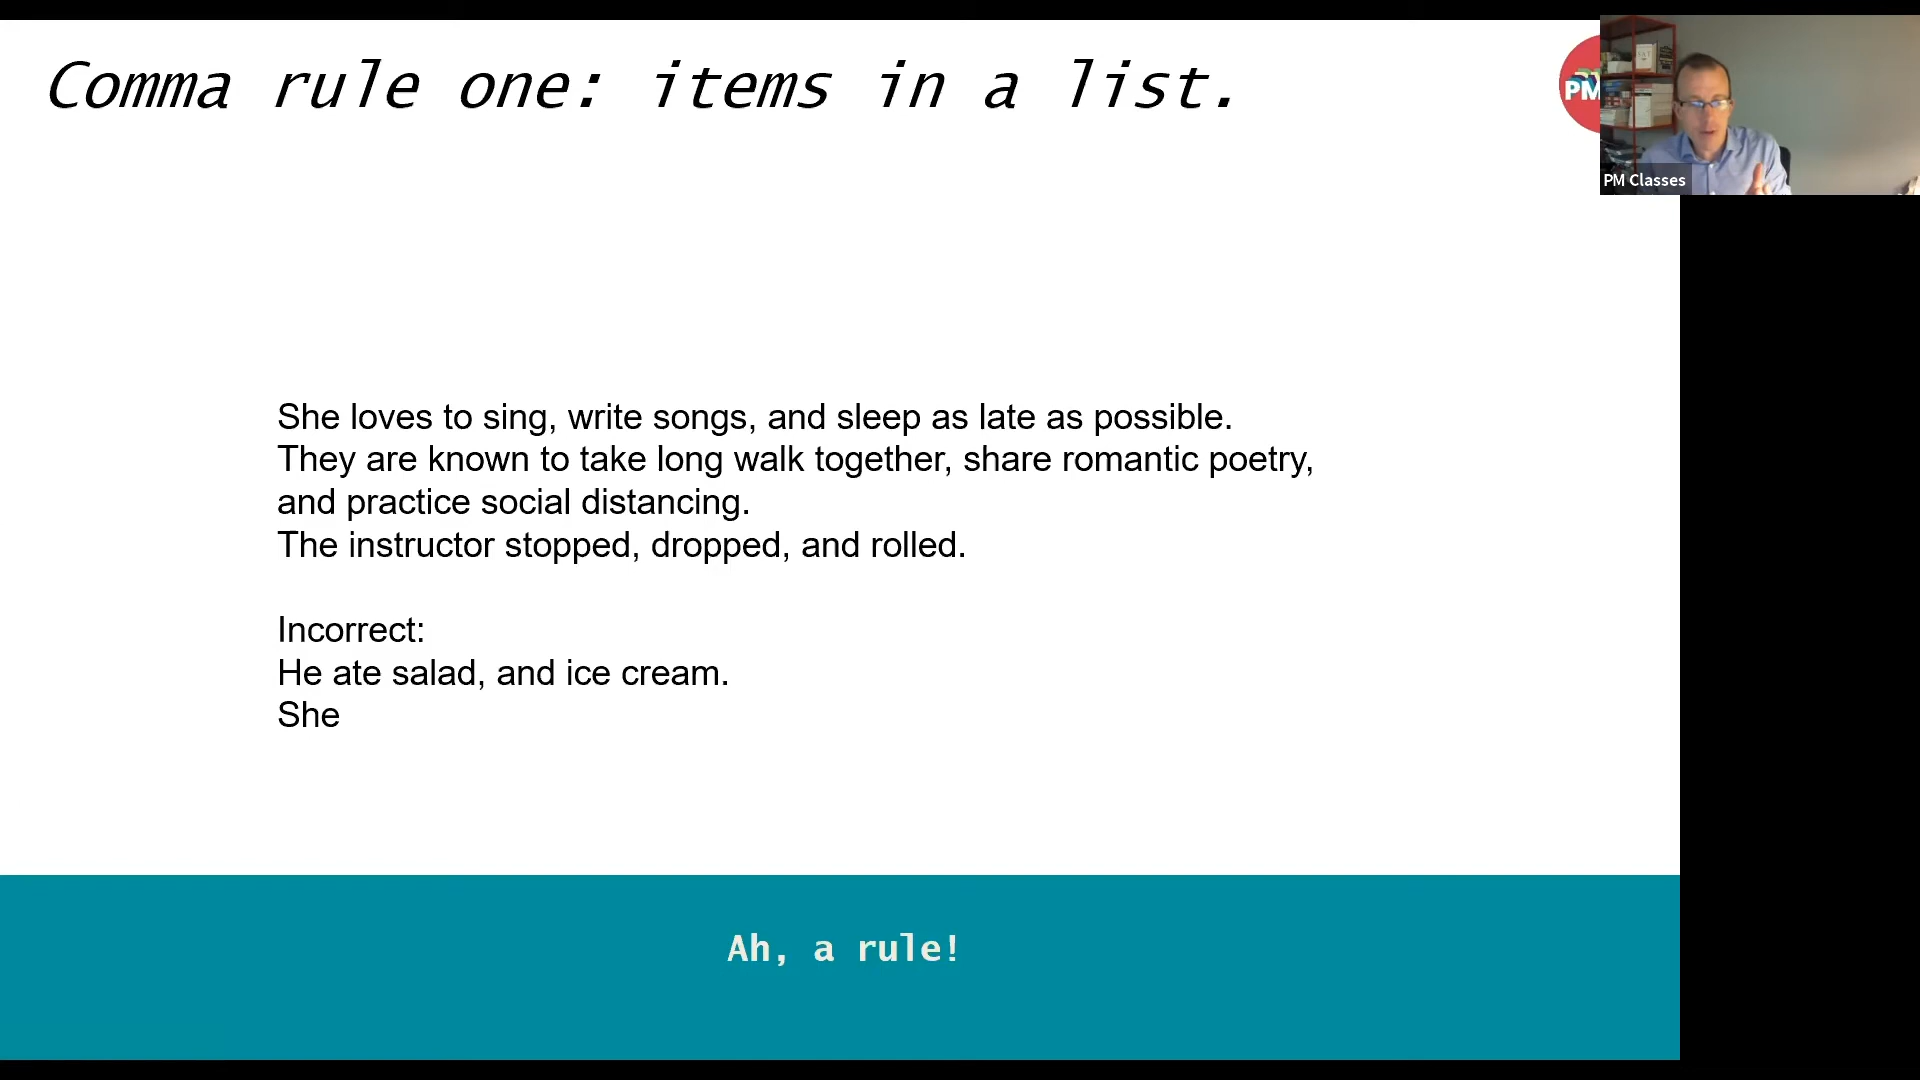 Comma rule one: items in a list.
PM
PM Classes
She loves to sing, write songs, and sleep as late as possible.
They are known to take long walk together, share romantic poetry,
and practice social distancing.
The instructor stopped, dropped, and rolled.
Incorrect:
He ate salad, and ice cream.
She
Ah, a rule!